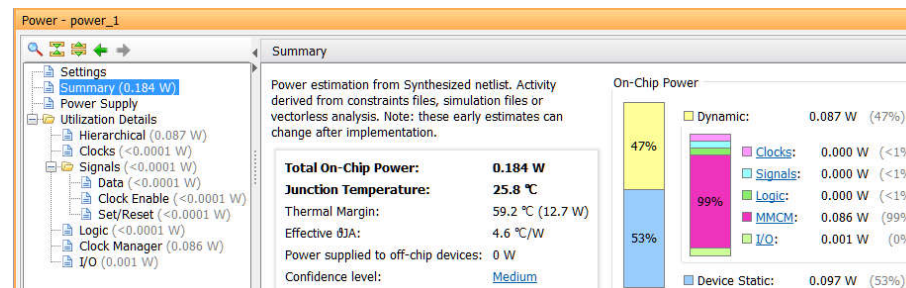 Power - power_1
Summary
Settings
Summary (0.184 W)
Power Supply
Utilization Details
Hierarchical (0.087 W)
Clocks (<0.0001 W)
Signals (<0.0001 W)
Data (<0.0001 W)
Clock Enable (<0.0001 W)
Set/Reset (<0.0001 W)
Logic (<0.0001 W)
Clock Manager (0.086 W)
I/O (0.001 W)
Power estimation from Synthesized netlist. Activity
derived from constraints files, simulation files or
vectorless analysis. Note: these early estimates can
change after implementation.
Total On-Chip Power: 0.184 W
Junction Temperature: 25.8 °C
Thermal Margin: 59.2 °C (12.7 W)
Effective ϑJA: 4.6 °C/W
Power supplied to off-chip devices: 0 W
Confidence level: Medium
On-Chip Power
47%
53%
Dynamic: 0.087 W (47%)
99%
Clocks: 0.000 W (<1%
Signals: 0.000 W (<1%
Logic: 0.000 W (<1%
MMCM: 0.086 W (99%
I/O: 0.001 W (0%
Device Static: 0.097 W (53%)